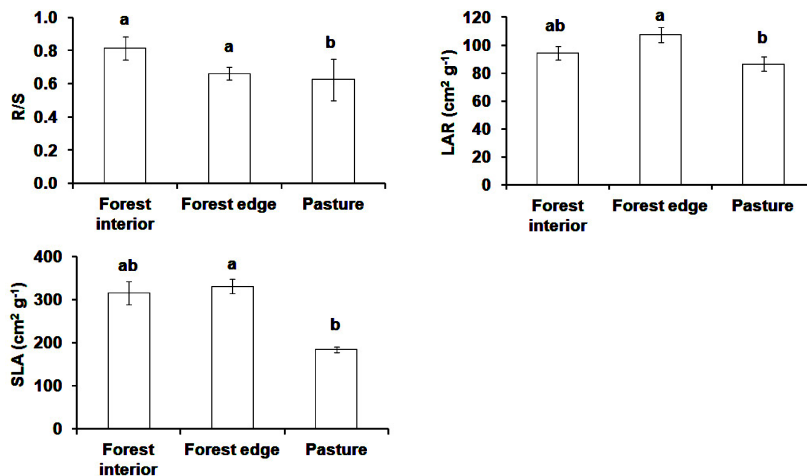 a
a
b
1.0
0.8
0.6
0.4
0.2
0.0
R/S
Forest interior
Forest edge
Pasture
ab
a
b
120
100
80
60
40
20
0
LAR (cm² g⁻¹)
Forest interior
Forest edge
Pasture
ab
a
b
400
300
200
100
0
SLA (cm² g⁻¹)
Forest interior
Forest edge
Pasture